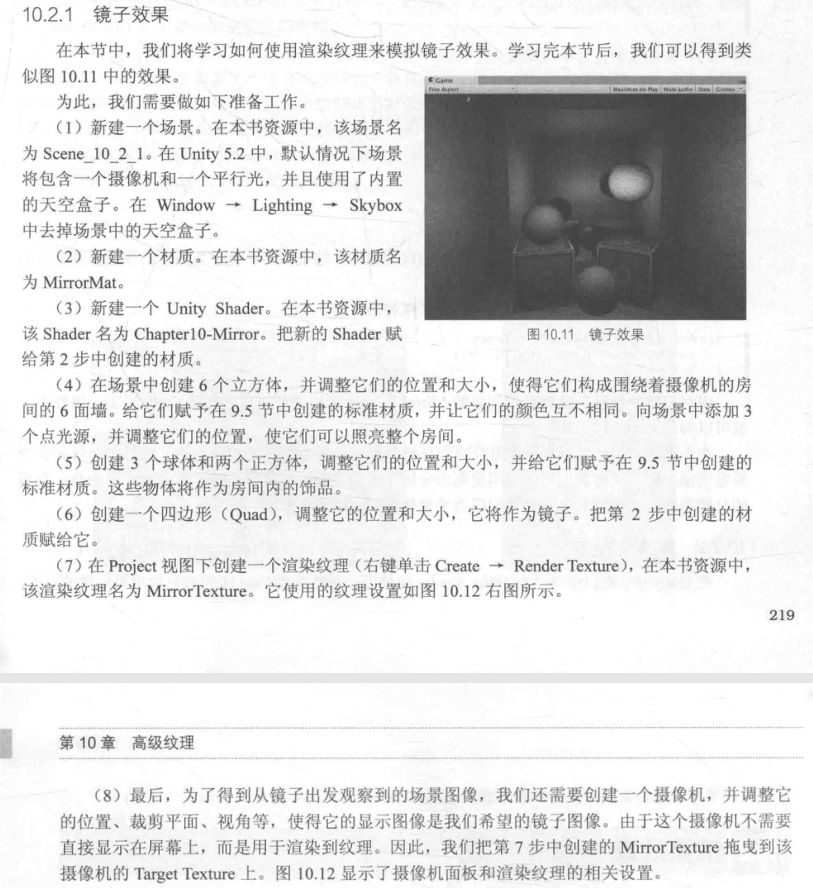 10.2.1 镜子效果
在本节中，我们将学习如何使用渲染纹理来模拟镜子效果。学习完本节后，我们可以得到类
似图 10.11 中的效果。
为此，我们需要做如下准备工作。
（1）新建一个场景。在本书资源中，该场景名
为 Scene_10_2_1。在 Unity 5.2 中，默认情况下场景
将包含一个摄像机和一个平行光，并且使用了内置
的天空盒子。在 Window → Lighting → Skybox
中去掉场景中的天空盒子。
（2）新建一个材质。在本书资源中，该材质名
为 MirrorMat。
（3）新建一个 Unity Shader。在本书资源中，
该 Shader 名为 Chapter10-Mirror。把新的 Shader 赋
给第 2 步中创建的材质。
Game
Free Aspect
Maximize on Play Mute audio Stats Gizmos
图 10.11 镜子效果
（4）在场景中创建 6 个立方体，并调整它们的位置和大小，使得它们构成围绕着摄像机的房
间的 6 面墙。给它们赋予在 9.5 节中创建的标准材质，并让它们的颜色互不相同。向场景中添加 3
个点光源，并调整它们的位置，使它们可以照亮整个房间。
（5）创建 3 个球体和两个正方体，调整它们的位置和大小，并给它们赋予在 9.5 节中创建的
标准材质。这些物体将作为房间内的饰品。
（6）创建一个四边形（Quad），调整它的位置和大小，它将作为镜子。把第 2 步中创建的材
质赋给它。
（7）在 Project 视图下创建一个渲染纹理（右键单击 Create → Render Texture），在本书资源中，
该渲染纹理名为 MirrorTexture。它使用的纹理设置如图 10.12 右图所示。
219
第 10 章 高级纹理
（8）最后，为了得到从镜子出发观察到的场景图像，我们还需要创建一个摄像机，并调整它
的位置、裁剪平面、视角等，使得它的显示图像是我们希望的镜子图像。由于这个摄像机不需要
直接显示在屏幕上，而是用于渲染到纹理。因此，我们把第 7 步中创建的 MirrorTexture 拖曳到该
摄像机的 Target Texture 上。图 10.12 显示了摄像机面板和渲染纹理的相关设置。